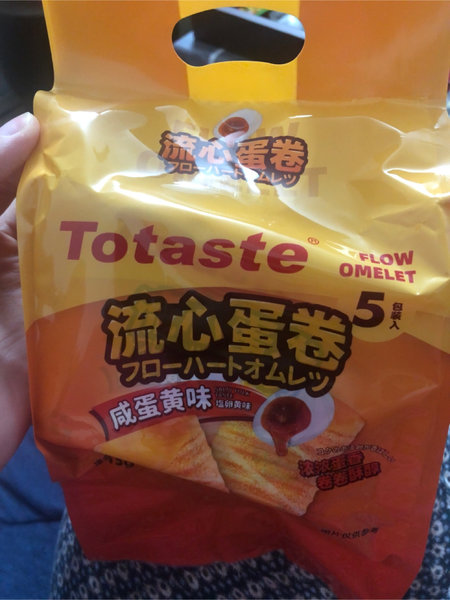 流心蛋卷
フローハートオムレツ
Totaste®
FLOW
OMELET
5包装入
流心蛋卷
フローハートオムレツ
咸蛋黄味
塩卵黄味
滚滚蛋香
卷卷酥脆